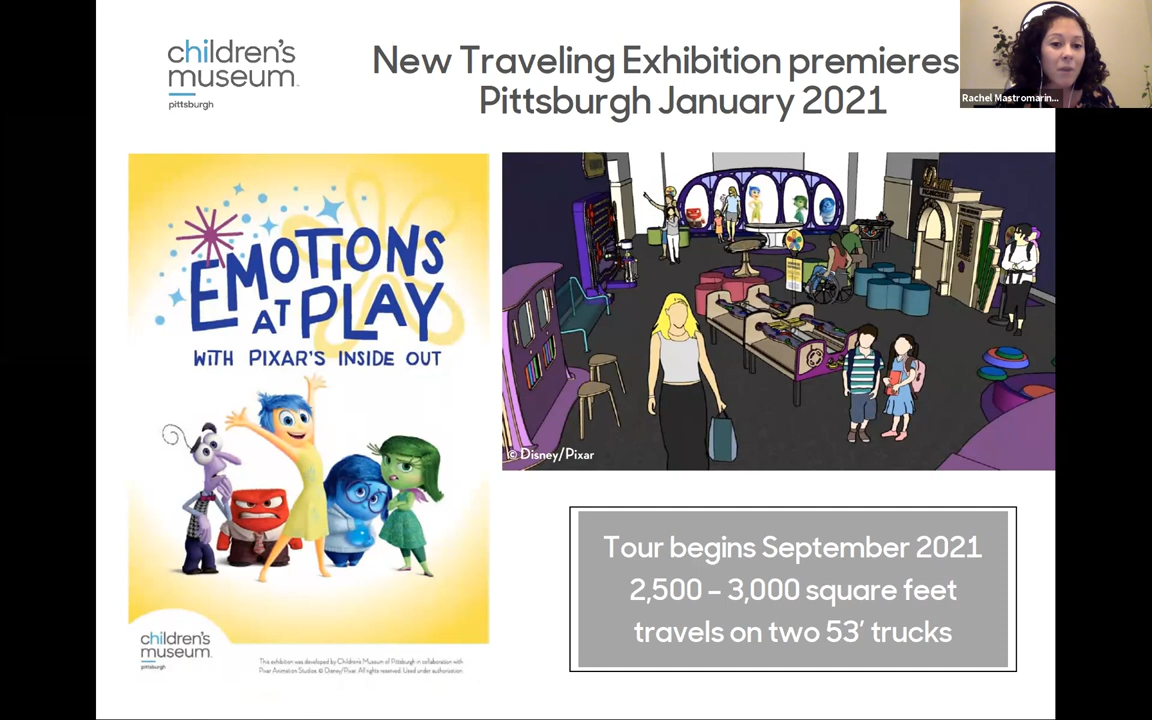 children's
museum
pittsburgh
New Traveling Exhibition premieres
Pittsburgh January 2021
Rachel Mastromarin...
EMOTIONS
AT PLAY
WITH PIXAR'S INSIDE OUT
© Disney/Pixar
Tour begins September 2021
2,500 – 3,000 square feet
travels on two 53' trucks
children's
museum
pittsburgh
This exhibition was developed by Children's Museum of Pittsburgh in collaboration with
Pixar Animation Studios. © Disney/Pixar. All rights reserved. Used under authorization